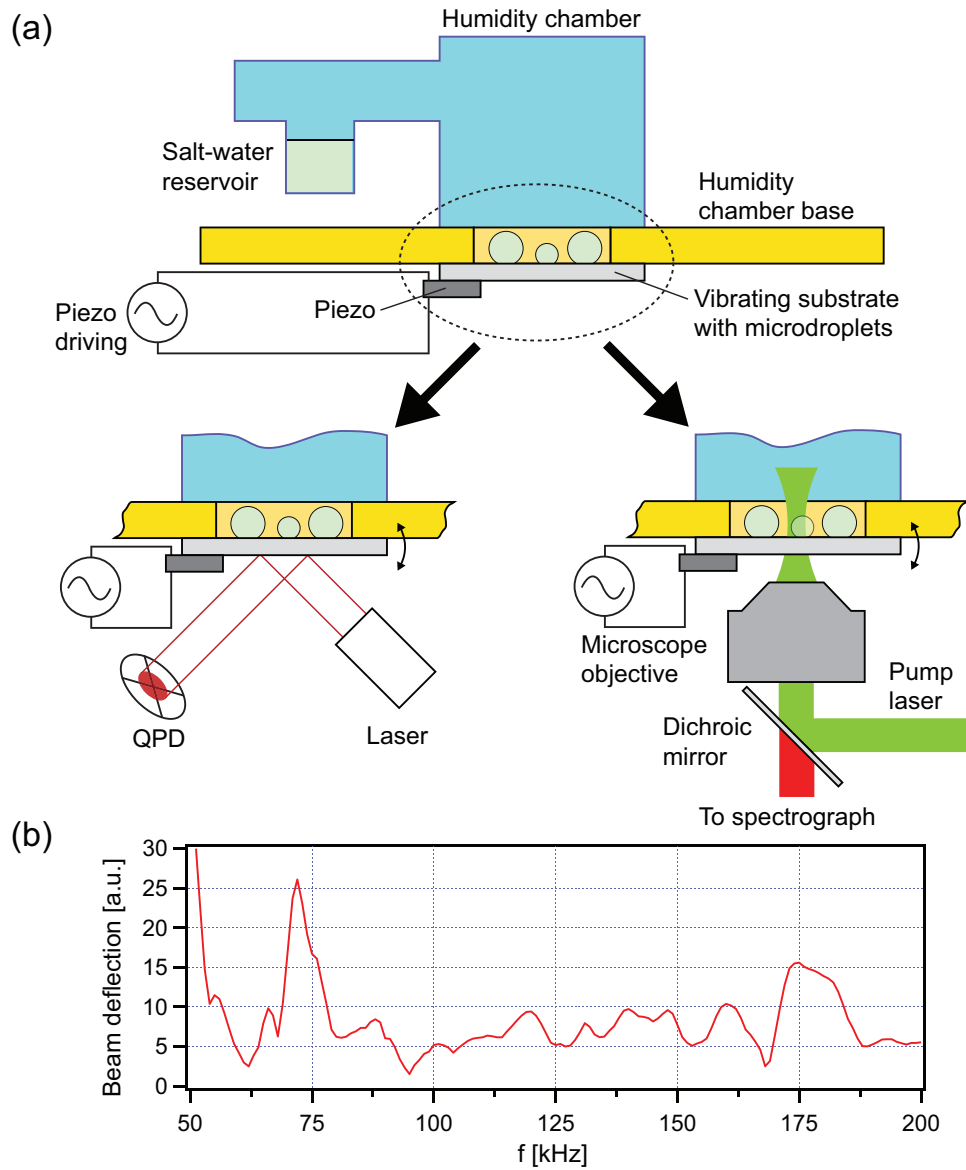 (a)
Humidity chamber
Salt-water
reservoir
Humidity
chamber base
Piezo
driving
Piezo
Vibrating substrate
with microdroplets
QPD
Laser
Microscope
objective
Pump
laser
Dichroic
mirror
To spectrograph
(b)
Beam deflection [a.u.]
30
25
20
15
10
5
0
50
75
100
125
150
175
200
f [kHz]